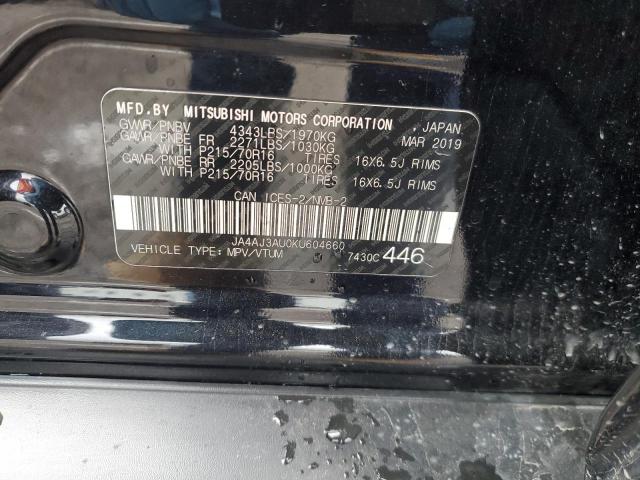 MFD.BY MITSUBISHI MOTORS CORPORATION , JAPAN
GVWR/PNBV 4343LBS/1970KG MAR 2019
GAWR/PNBE FR 2271LBS/1030KG
WITH P215/70R16 TIRES 16X6.5J RIMS
GAWR/PNBE RR 2205LBS/1000KG
WITH P215/70R16 TIRES 16X6.5J RIMS
CAN ICES-2/NMB-2
JA4AJ3AU0KU604660
VEHICLE TYPE: MPV/VTUM 7430C 446